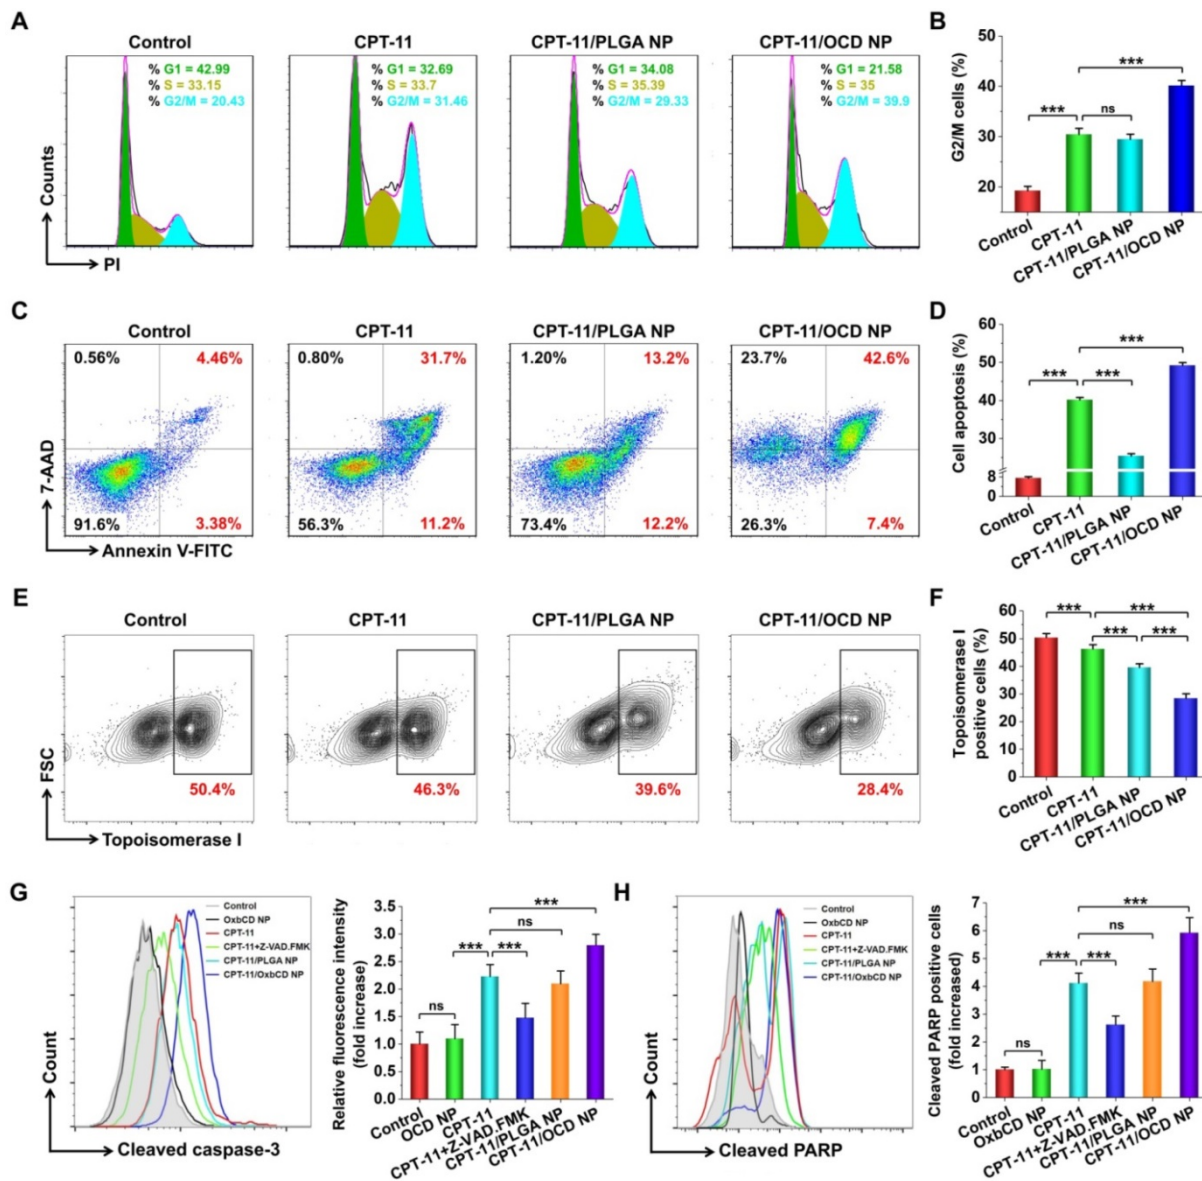 A
Control
% G1 = 42.99
% S = 33.15
% G2/M = 20.43
CPT-11
% G1 = 32.69
% S = 33.7
% G2/M = 31.46
CPT-11/PLGA NP
% G1 = 34.08
% S = 35.39
% G2/M = 29.33
CPT-11/OCD NP
% G1 = 21.58
% S = 35
% G2/M = 39.9
Counts
PI
B
G2/M cells (%)
50
40
30
20
***
***
ns
Control
CPT-11
CPT-11/PLGA NP
CPT-11/OCD NP
C
Control
0.56%
4.46%
91.6%
3.38%
CPT-11
0.80%
31.7%
56.3%
11.2%
CPT-11/PLGA NP
1.20%
13.2%
73.4%
12.2%
CPT-11/OCD NP
23.7%
42.6%
26.3%
7.4%
7-AAD
Annexin V-FITC
D
Cell apoptosis (%)
60
50
40
30
8
0
***
***
***
Control
CPT-11
CPT-11/PLGA NP
CPT-11/OCD NP
E
Control
50.4%
CPT-11
46.3%
CPT-11/PLGA NP
39.6%
CPT-11/OCD NP
28.4%
FSC
Topoisomerase I
F
Topoisomerase I
positive cells (%)
60
50
40
30
20
10
0
***
***
***
***
Control
CPT-11
CPT-11/PLGA NP
CPT-11/OCD NP
G
Control
OxbCD NP
CPT-11
CPT-11+Z-VAD.FMK
CPT-11/PLGA NP
CPT-11/OxbCD NP
Count
Cleaved caspase-3
Relative fluorescence intensity
(fold increase)
3.5
3.0
2.5
2.0
1.5
1.0
0.5
0.0
***
ns
***
***
ns
Control
OCD NP
CPT-11
CPT-11+Z-VAD.FMK
CPT-11/PLGA NP
CPT-11/OCD NP
H
Control
OxbCD NP
CPT-11
CPT-11+Z-VAD.FMK
CPT-11/PLGA NP
CPT-11/OxbCD NP
Count
Cleaved PARP
Cleaved PARP positive cells
(fold increased)
9
8
7
6
5
4
3
2
1
0
***
ns
***
***
ns
Control
OxbCD NP
CPT-11
CPT-11+Z-VAD.FMK
CPT-11/PLGA NP
CPT-11/OCD NP